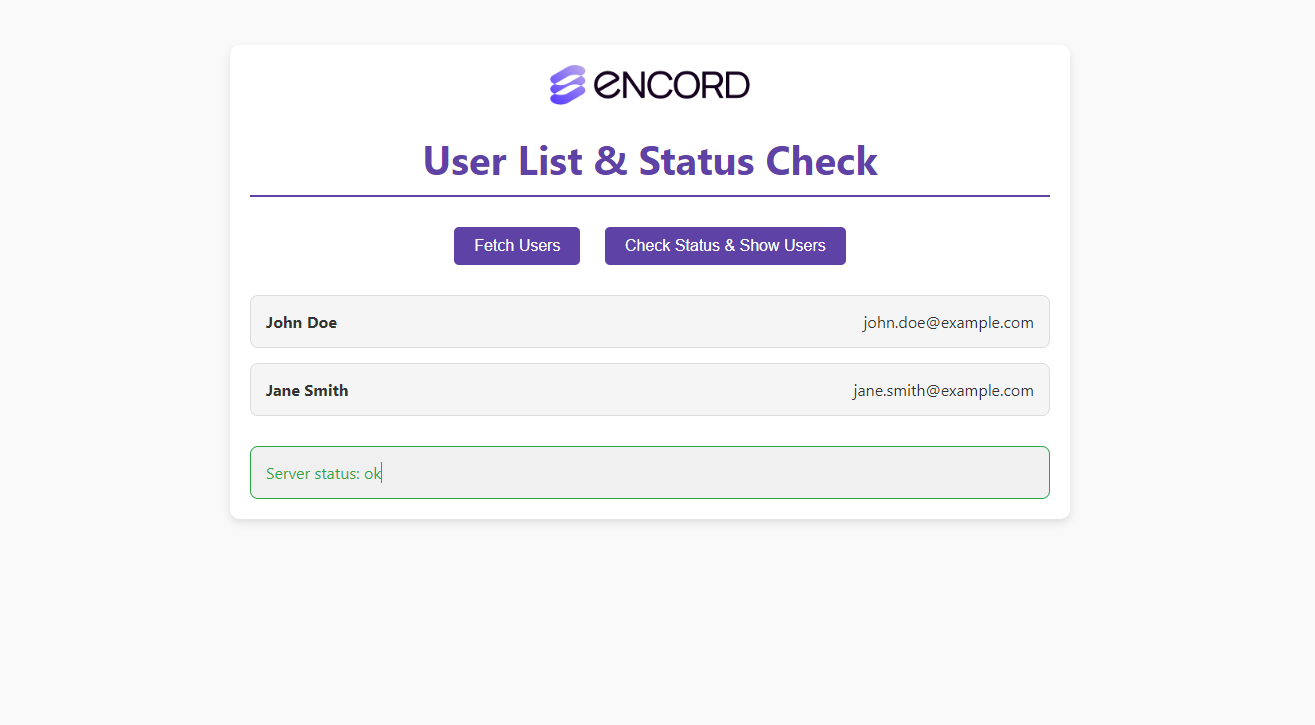 ENCORD
User List & Status Check
Fetch Users Check Status & Show Users
John Doe john.doe@example.com
Jane Smith jane.smith@example.com
Server status: ok